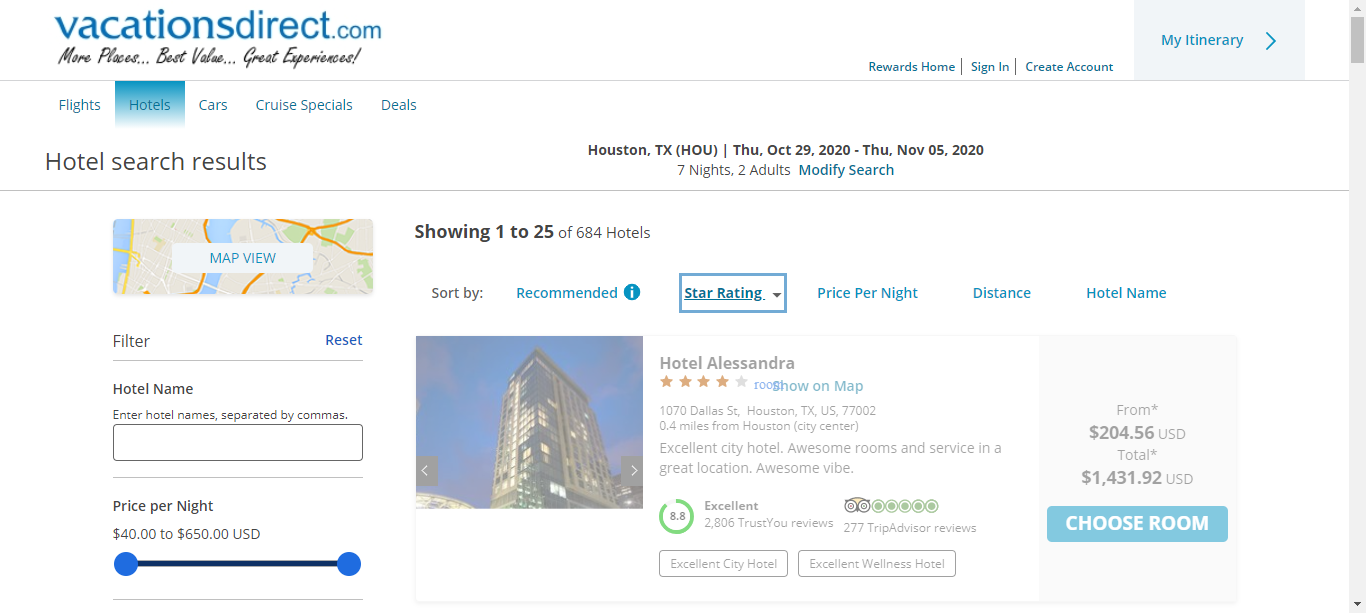 vacationsdirect.com
More Places... Best Value... Great Experiences!
My Itinerary
Rewards Home
Sign In
Create Account
Flights
Hotels
Cars
Cruise Specials
Deals
Hotel search results
Houston, TX (HOU) | Thu, Oct 29, 2020 - Thu, Nov 05, 2020
7 Nights, 2 Adults Modify Search
MAP VIEW
Filter
Reset
Hotel Name
Enter hotel names, separated by commas.
Price per Night
$40.00 to $650.00 USD
Showing 1 to 25 of 684 Hotels
Sort by:
Recommended
Star Rating
Price Per Night
Distance
Hotel Name
Hotel Alessandra
room
Show on Map
1070 Dallas St, Houston, TX, US, 77002
0.4 miles from Houston (city center)
Excellent city hotel. Awesome rooms and service in a
great location. Awesome vibe.
8.8
Excellent
2,806 TrustYou reviews
277 TripAdvisor reviews
Excellent City Hotel
Excellent Wellness Hotel
From*
$204.56 USD
Total*
$1,431.92 USD
CHOOSE ROOM